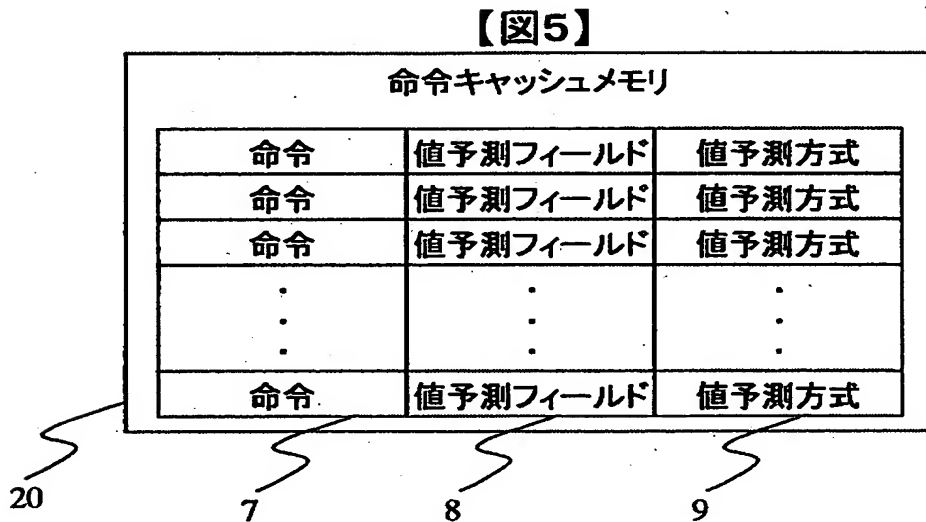 【図5】
命令キャッシュメモリ
命令 値予測フィールド 値予測方式
命令 値予測フィールド 値予測方式
命令 値予測フィールド 値予測方式
・ ・ ・
・ ・ ・
・ ・ ・
命令 値予測フィールド 値予測方式
20 7 8 9